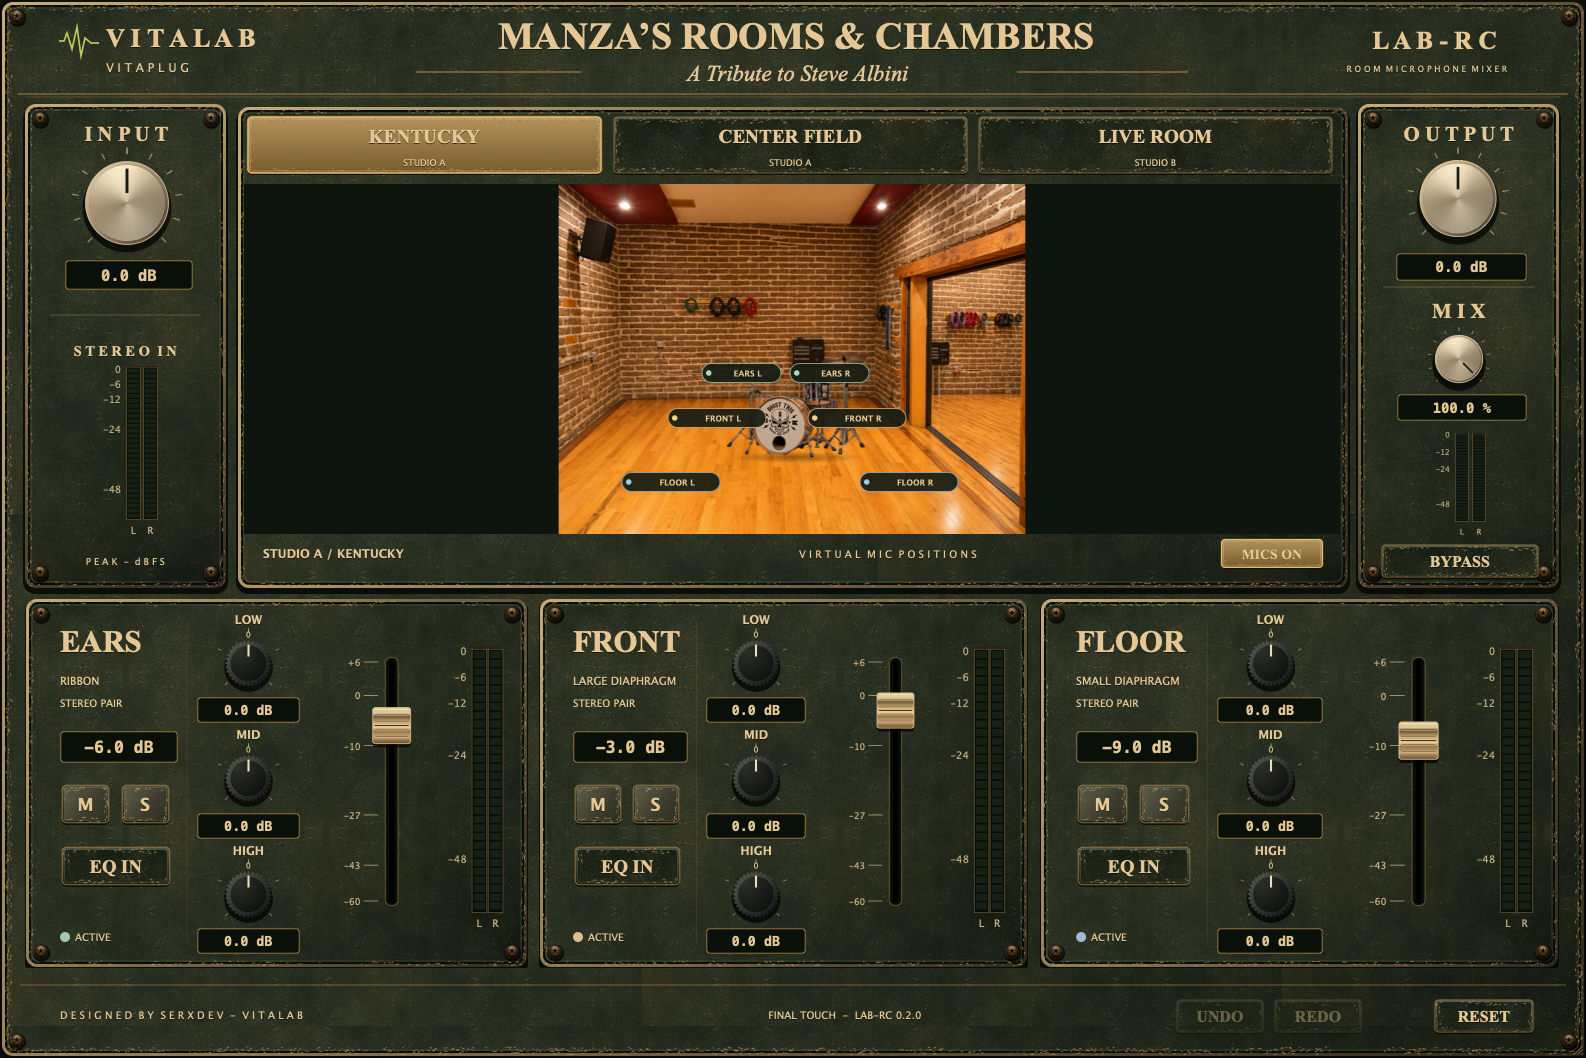 VITALAB
VITAPLUG
MANZA'S ROOMS & CHAMBERS
A Tribute to Steve Albini
LAB-RC
ROOM MICROPHONE MIXER
INPUT
0.0 dB
STEREO IN
0
−6
−12
−24
−48
L R
PEAK – dBFS
KENTUCKY
STUDIO A
CENTER FIELD
STUDIO A
LIVE ROOM
STUDIO B
EARS L
EARS R
FRONT L
FRONT R
FLOOR L
FLOOR R
STUDIO A / KENTUCKY
VIRTUAL MIC POSITIONS
MICS ON
OUTPUT
0.0 dB
MIX
100.0 %
0
−12
−24
−48
L R
BYPASS
EARS
RIBBON
STEREO PAIR
−6.0 dB
M S
EQ IN
ACTIVE
LOW
0
0.0 dB
MID
0
0.0 dB
HIGH
0
0.0 dB
+6
0
−10
−27
−43
−60
0
−6
−12
−24
−48
L R
FRONT
LARGE DIAPHRAGM
STEREO PAIR
−3.0 dB
M S
EQ IN
ACTIVE
LOW
0
0.0 dB
MID
0
0.0 dB
HIGH
0
0.0 dB
+6
0
−10
−27
−43
−60
0
−6
−12
−24
−48
L R
FLOOR
SMALL DIAPHRAGM
STEREO PAIR
−9.0 dB
M S
EQ IN
ACTIVE
LOW
0
0.0 dB
MID
0
0.0 dB
HIGH
0
0.0 dB
+6
0
−10
−27
−43
−60
0
−6
−12
−24
−48
L R
DESIGNED BY SERXDEV – VITALAB
FINAL TOUCH – LAB-RC 0.2.0
UNDO
REDO
RESET